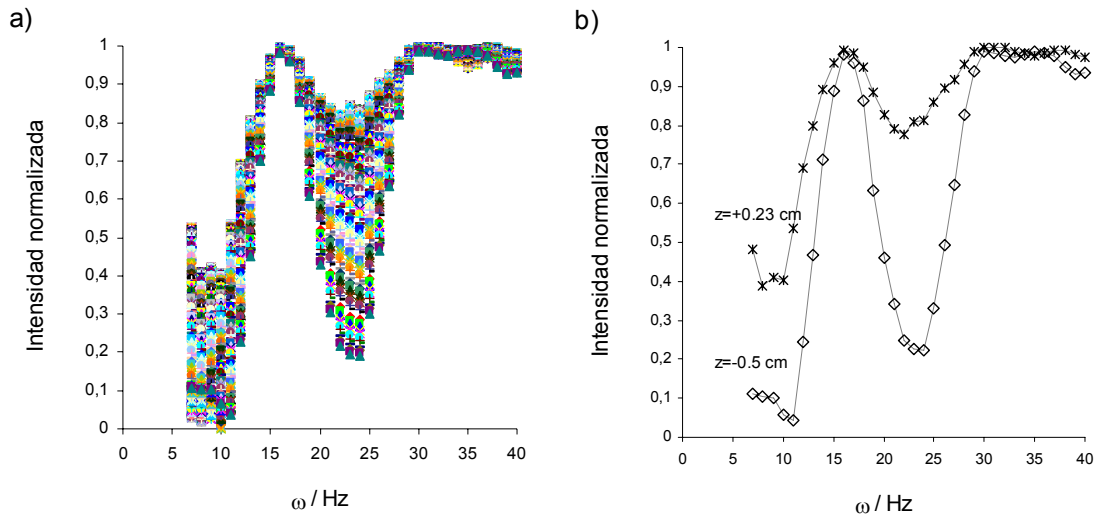 a)
Intensidad normalizada
1
0,9
0,8
0,7
0,6
0,5
0,4
0,3
0,2
0,1
0
0 5 10 15 20 25 30 35 40
ω / Hz
b)
Intensidad normalizada
1
0,9
0,8
0,7
0,6
0,5
0,4
0,3
0,2
0,1
0
z=+0.23 cm
z=-0.5 cm
0 5 10 15 20 25 30 35 40
ω / Hz